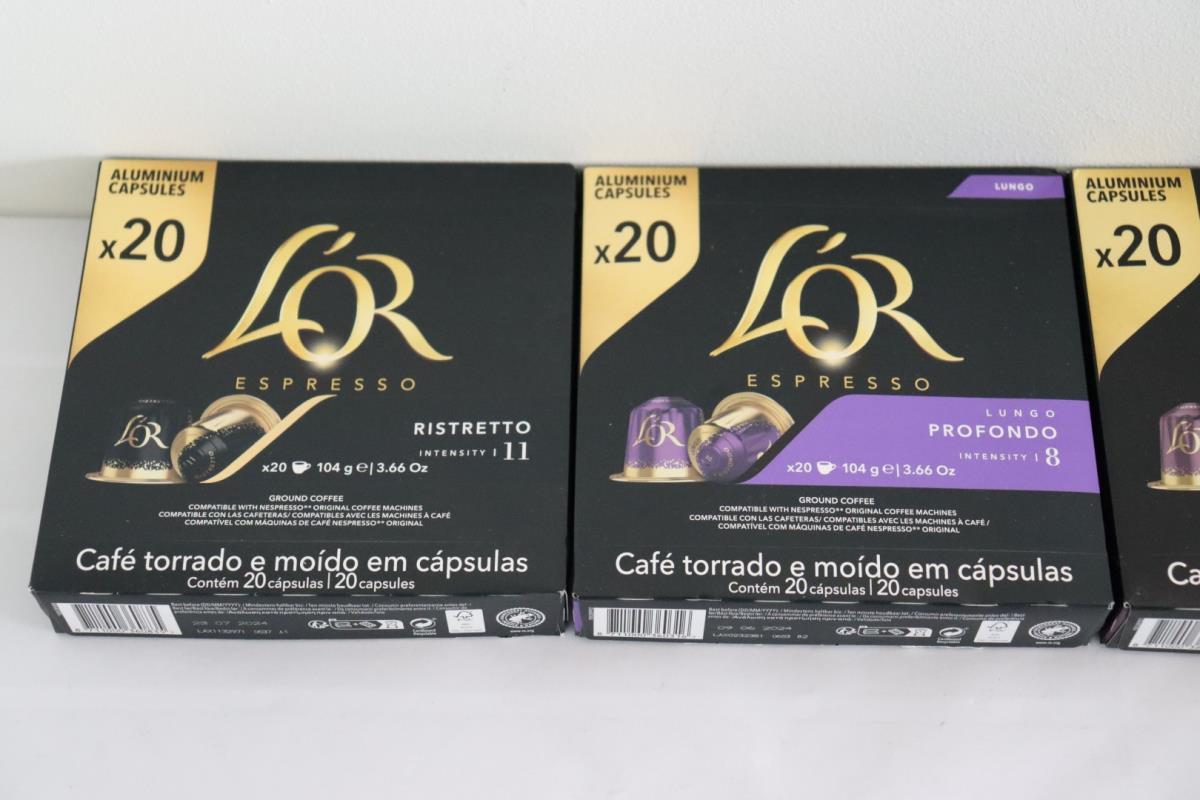 ALUMINIUM
CAPSULES
x20
L'OR
ESPRESSO
L'OR
RISTRETTO
INTENSITY | 11
x20 104 g e | 3.66 Oz
GROUND COFFEE
COMPATIBLE WITH NESPRESSO** ORIGINAL COFFEE MACHINES
COMPATIBLE CON LAS CAFETERAS/ COMPATIBLES AVEC LES MACHINES À CAFÉ/
COMPATÍVEL COM MÁQUINAS DE CAFÉ NESPRESSO** ORIGINAL
Café torrado e moído em cápsulas
Contém 20 cápsulas | 20 capsules
23 07 2024
ALUMINIUM
CAPSULES
x20
LUNGO
L'OR
ESPRESSO
L'OR
LUNGO
PROFONDO
INTENSITY | 8
x20 104 g e | 3.66 Oz
GROUND COFFEE
COMPATIBLE WITH NESPRESSO** ORIGINAL COFFEE MACHINES
COMPATIBLE CON LAS CAFETERAS/ COMPATIBLES AVEC LES MACHINES À CAFÉ /
COMPATÍVEL COM MÁQUINAS DE CAFÉ NESPRESSO** ORIGINAL
Café torrado e moído em cápsulas
Contém 20 cápsulas | 20 capsules
09 06 2024
ALUMINIUM
CAPSULES
x20
L'OR
Ca